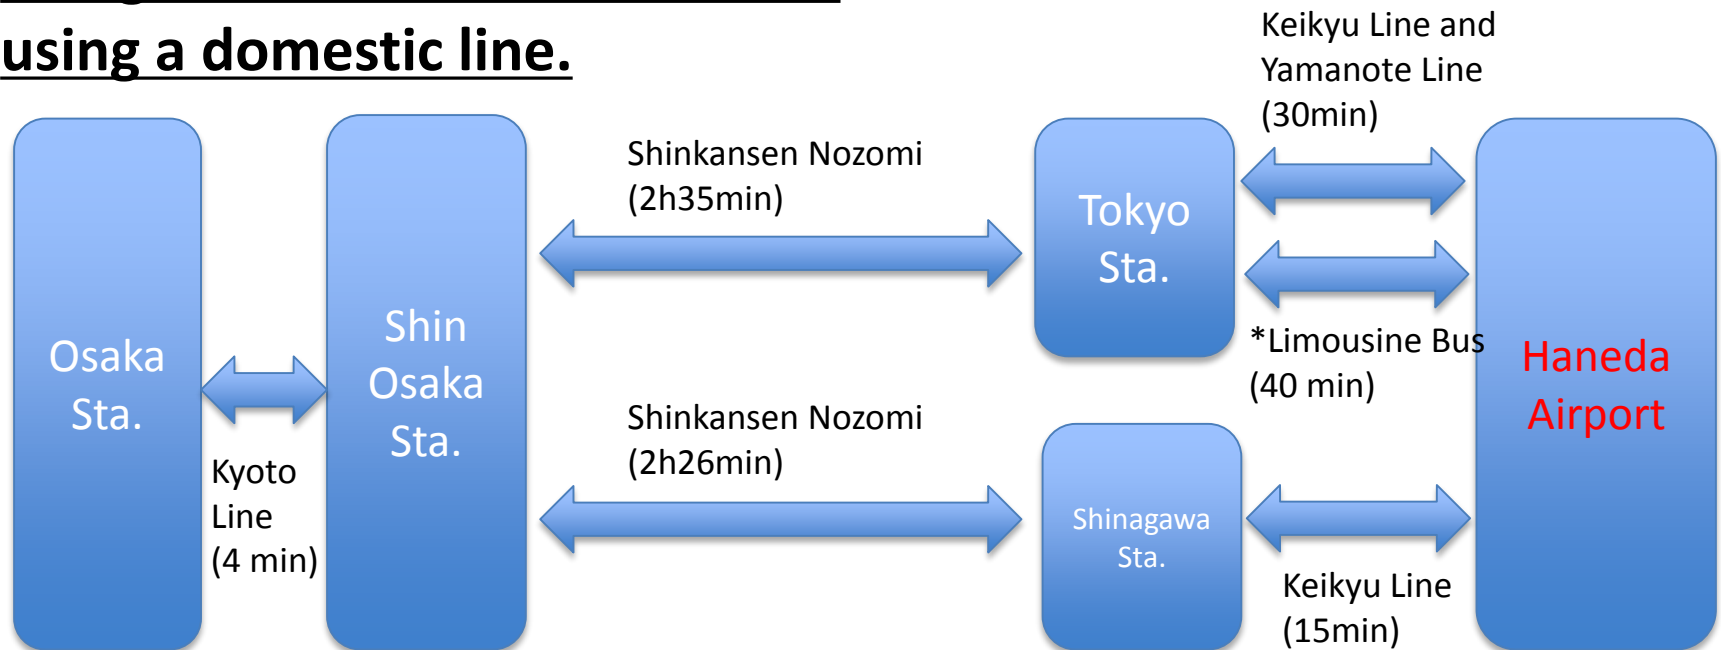 using a domestic line.
Keikyu Line and
Yamanote Line
(30min)
Shinkansen Nozomi
(2h35min)
Tokyo
Sta.
Osaka
Sta.
Shin
Osaka
Sta.
*Limousine Bus
(40 min)
Haneda
Airport
Kyoto
Line
(4 min)
Shinkansen Nozomi
(2h26min)
Shinagawa
Sta.
Keikyu Line
(15min)